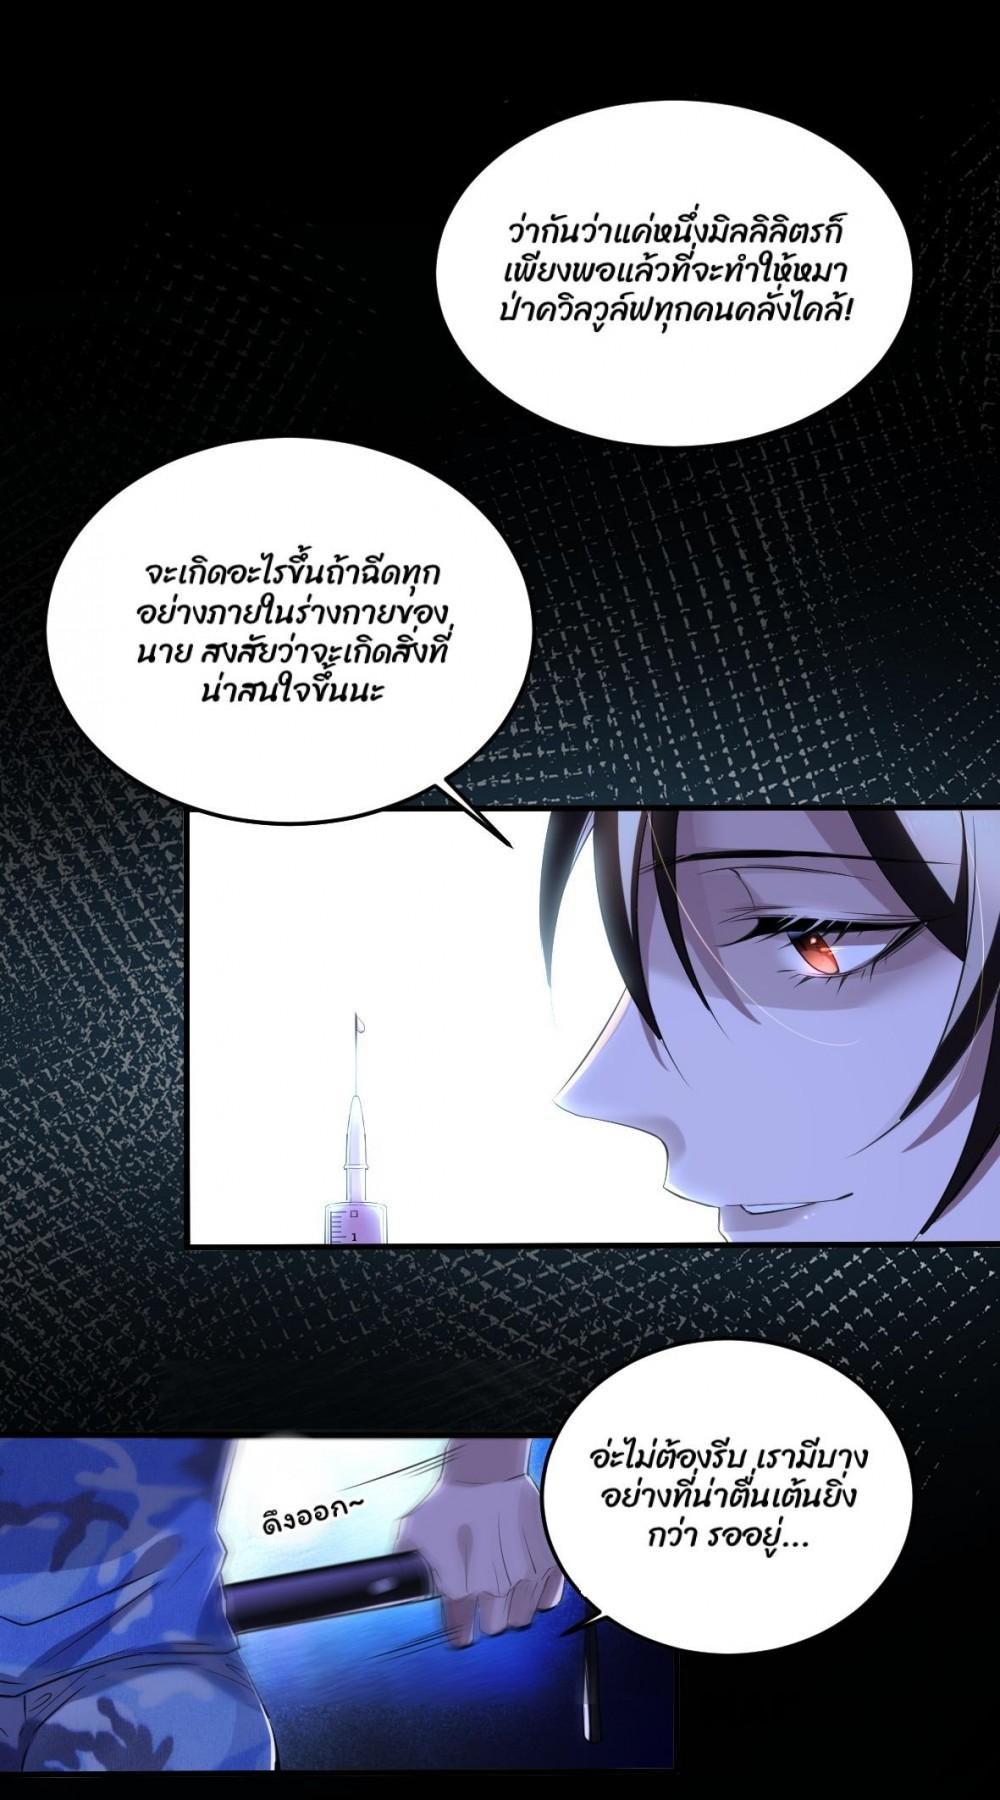 ว่ากันว่าแค่หนึ่งมิลลิลิตรก็
เพียงพอแล้วที่จะทำให้หมา
ป่าควิลวูล์ฟทุกคนคลั่งไคล้!
จะเกิดอะไรขึ้นถ้าฉีดทุก
อย่างภายในร่างกายของ
นาย สงสัยว่าจะเกิดสิ่งที่
น่าสนใจขึ้นนะ
1
อ่ะไม่ต้องรีบ เรามีบาง
อย่างที่น่าตื่นเต้นยิ่ง
กว่า รออยู่...
ดึงออก~